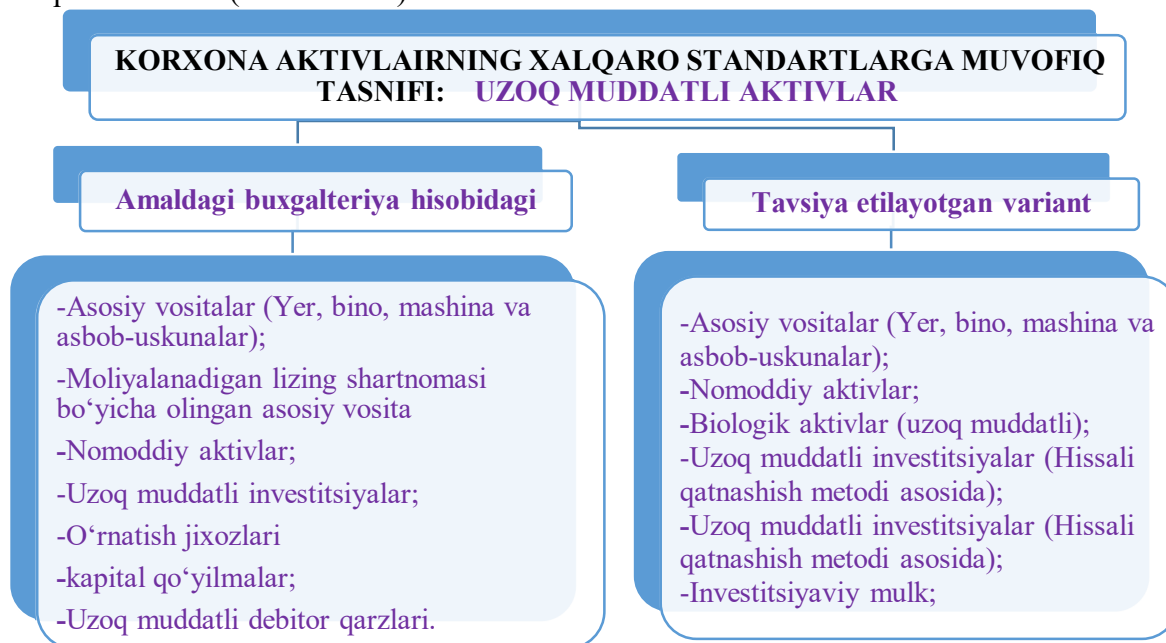 KORXONA AKTIVLAIRNING XALQARO STANDARTLARGA MUVOFIQ
TASNIFI: UZOQ MUDDATLI AKTIVLAR
Amaldagi buxgalteriya hisobidagi
-Asosiy vositalar (Yer, bino, mashina va
asbob-uskunalar);
-Moliyalanadigan lizing shartnomasi
bo‘yicha olingan asosiy vosita
-Nomoddiy aktivlar;
-Uzoq muddatli investitsiyalar;
-O‘rnatish jixozlari
-kapital qo‘yilmalar;
-Uzoq muddatli debitor qarzlari.
Tavsiya etilayotgan variant
-Asosiy vositalar (Yer, bino, mashina va
asbob-uskunalar);
-Nomoddiy aktivlar;
-Biologik aktivlar (uzoq muddatli);
-Uzoq muddatli investitsiyalar (Hissali
qatnashish metodi asosida);
-Uzoq muddatli investitsiyalar (Hissali
qatnashish metodi asosida);
-Investitsiyaviy mulk;